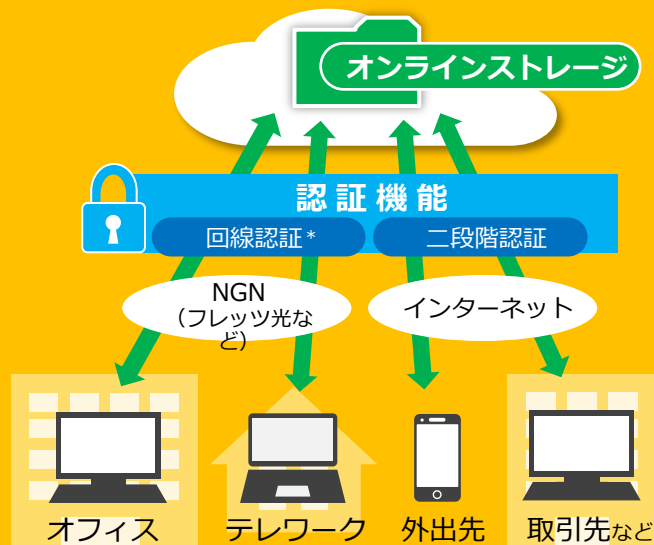 オンラインストレージ
認証機能
回線認証*
二段階認証
NGN
（フレッツ光な
ど）
インターネット
オフィス
テレワーク
外出先
取引先など